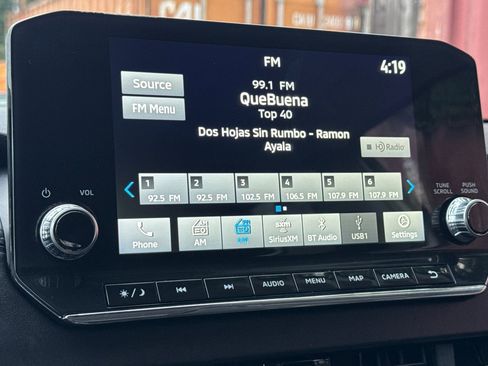 FM
4:19
Source
99.1 FM
FM Menu
QueBuena
Top 40
Dos Hojas Sin Rumbo - Ramon
Ayala
HD Radio
1 2 3 4 5 6
92.5 FM 92.5 FM 102.5 FM 106.5 FM 107.9 FM 107.9 FM
VOL
TUNE SCROLL
PUSH SOUND
Phone AM SiriusXM BT Audio USB1 Settings
sxm
AUDIO MENU MAP CAMERA